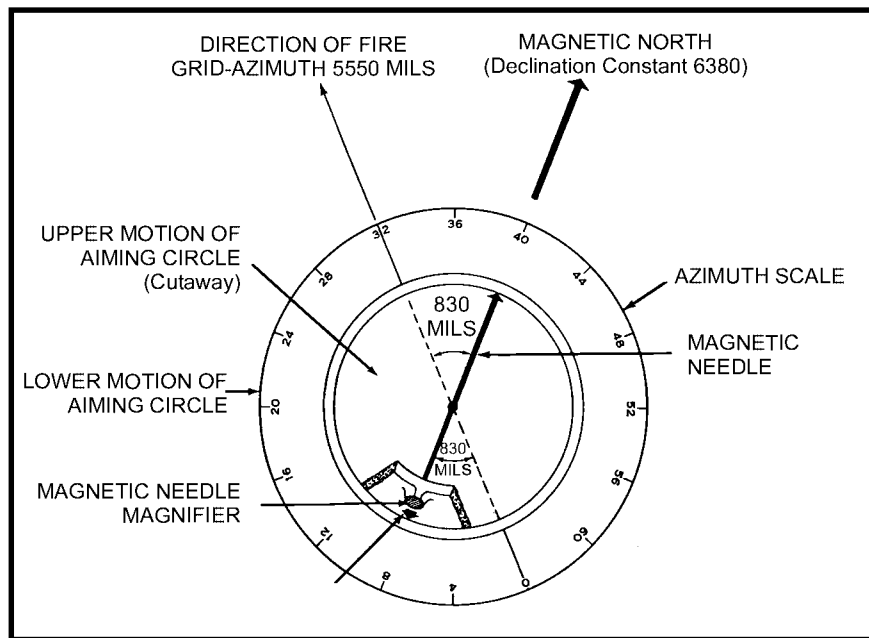 DIRECTION OF FIRE
GRID-AZIMUTH 5550 MILS
MAGNETIC NORTH
(Declination Constant 6380)
UPPER MOTION OF
AIMING CIRCLE
(Cutaway)
AZIMUTH SCALE
830
MILS
MAGNETIC
NEEDLE
LOWER MOTION OF
AIMING CIRCLE
830
MILS
MAGNETIC NEEDLE
MAGNIFIER
0
4
8
12
16
20
24
28
32
36
40
44
48
52
56
60